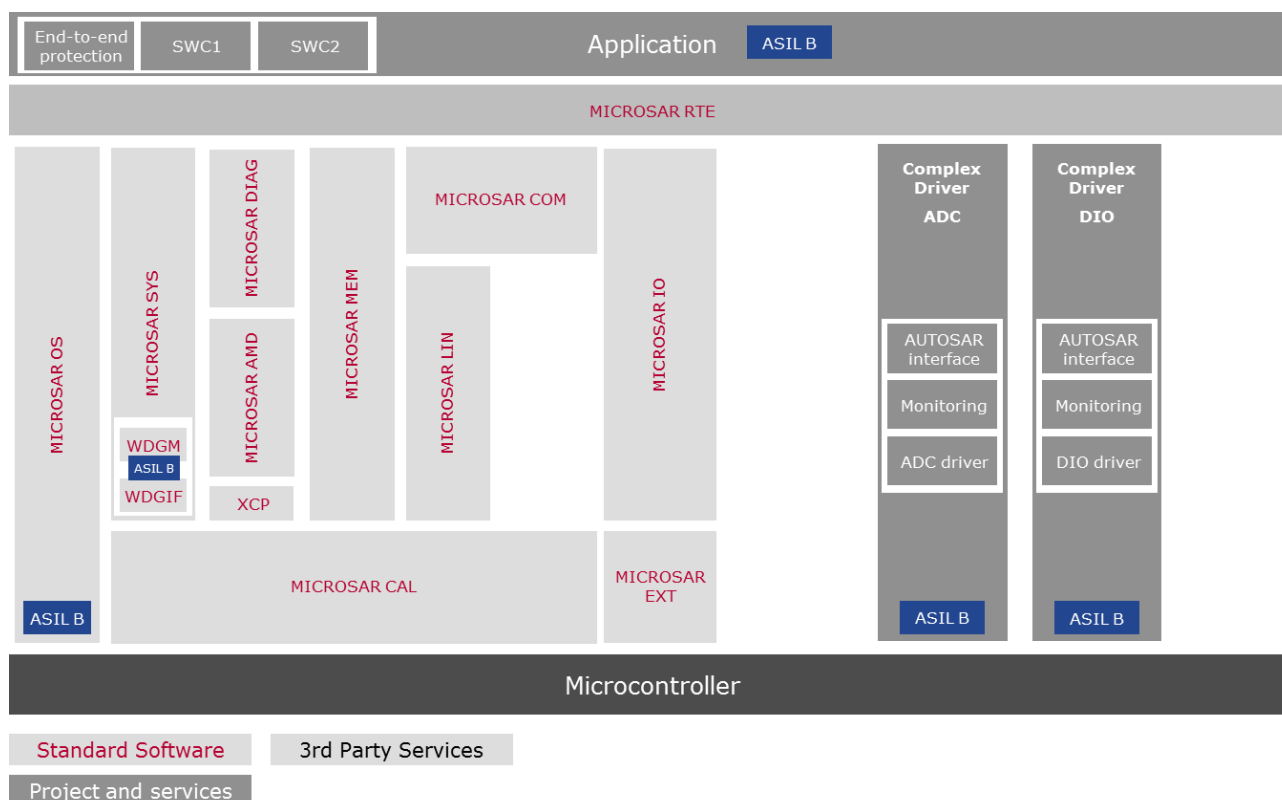 End-to-end
protection
SWC1
SWC2
Application
ASIL B
MICROSAR RTE
MICROSAR OS
ASIL B
MICROSAR SYS
WDGM
ASIL B
WDGIF
MICROSAR DIAG
MICROSAR AMD
XCP
MICROSAR MEM
MICROSAR COM
MICROSAR LIN
MICROSAR IO
MICROSAR CAL
MICROSAR
EXT
Complex
Driver
ADC
AUTOSAR
interface
Monitoring
ADC driver
ASIL B
Complex
Driver
DIO
AUTOSAR
interface
Monitoring
DIO driver
ASIL B
Microcontroller
Standard Software
3rd Party Services
Project and services